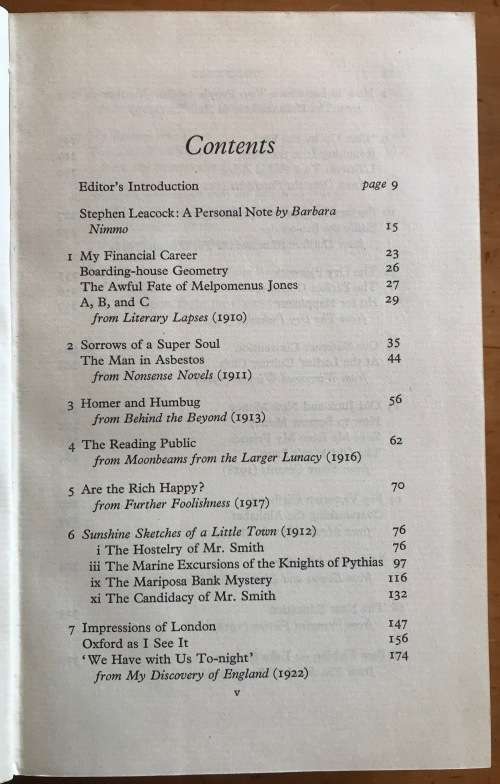 Contents
Editor's Introduction page 9
Stephen Leacock: A Personal Note by Barbara
Nimmo 15
1 My Financial Career 23
Boarding-house Geometry 26
The Awful Fate of Melpomenus Jones 27
A, B, and C 29
from Literary Lapses (1910)
2 Sorrows of a Super Soul 35
The Man in Asbestos 44
from Nonsense Novels (1911)
3 Homer and Humbug 56
from Behind the Beyond (1913)
4 The Reading Public 62
from Moonbeams from the Larger Lunacy (1916)
5 Are the Rich Happy? 70
from Further Foolishness (1917)
6 Sunshine Sketches of a Little Town (1912) 76
i The Hostelry of Mr. Smith 76
iii The Marine Excursions of the Knights of Pythias 97
ix The Mariposa Bank Mystery 116
xi The Candidacy of Mr. Smith 132
7 Impressions of London 147
Oxford as I See It 156
'We Have with Us To-night' 174
from My Discovery of England (1922)
v